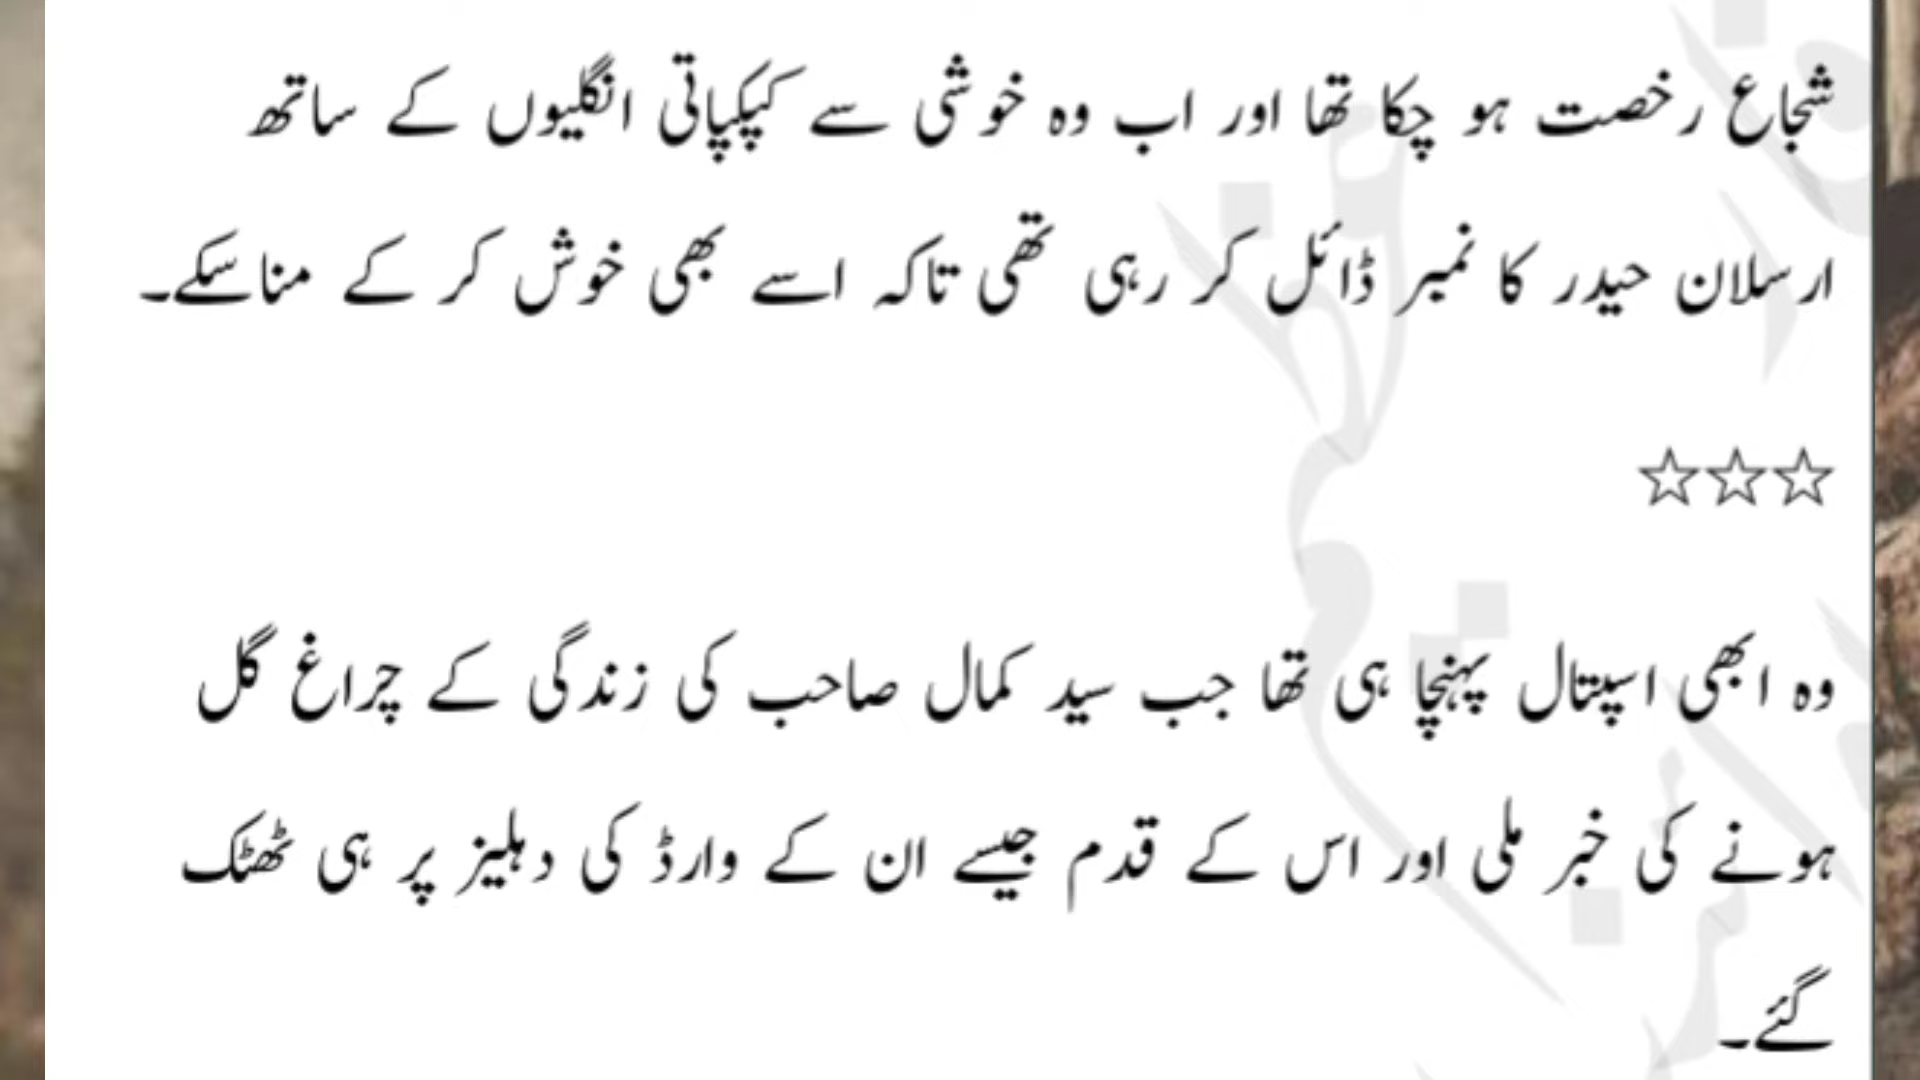 شجاع رخصت ہو چکا تھا اور اب وہ خوشی سے کپکپاتی انگلیوں کے ساتھ
ارسلان حیدر کا نمبر ڈائل کر رہی تھی تاکہ اسے بھی خوش کر کے مناسکے۔
☆☆☆
وہ ابھی اسپتال پہنچا ہی تھا جب سید کمال صاحب کی زندگی کے چراغ گل
ہونے کی خبر ملی اور اس کے قدم جیسے ان کے وارڈ کی دہلیز پر ہی ٹھٹک
گئے۔